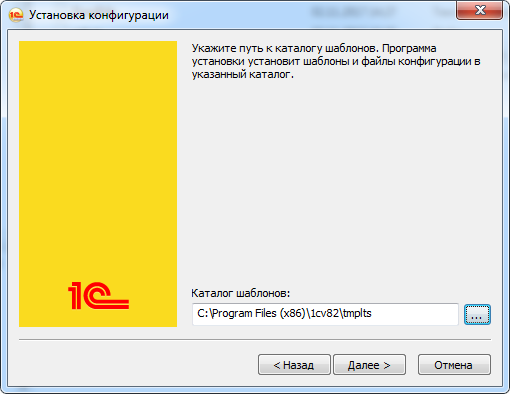 Установка конфигурации
Укажите путь к каталогу шаблонов. Программа
установки установит шаблоны и файлы конфигурации в
указанный каталог.
1С
Каталог шаблонов:
C:\Program Files (x86)\1cv82\tmplts
...
< Назад
Далее >
Отмена